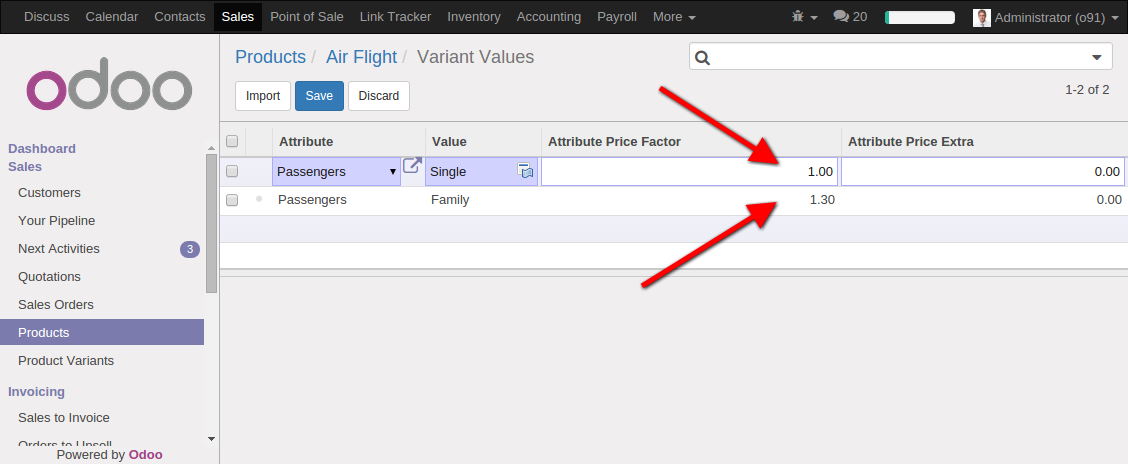 Discuss Calendar Contacts Sales Point of Sale Link Tracker Inventory Accounting Payroll More 20 Administrator (o91)
odoo
Products / Air Flight / Variant Values
Import Save Discard
1-2 of 2
Attribute Value Attribute Price Factor Attribute Price Extra
Passengers Single 1.00 0.00
Passengers Family 1.30 0.00
Dashboard
Sales
Customers
Your Pipeline
Next Activities 3
Quotations
Sales Orders
Products
Product Variants
Invoicing
Sales to Invoice
Orders to Upsell
Powered by Odoo